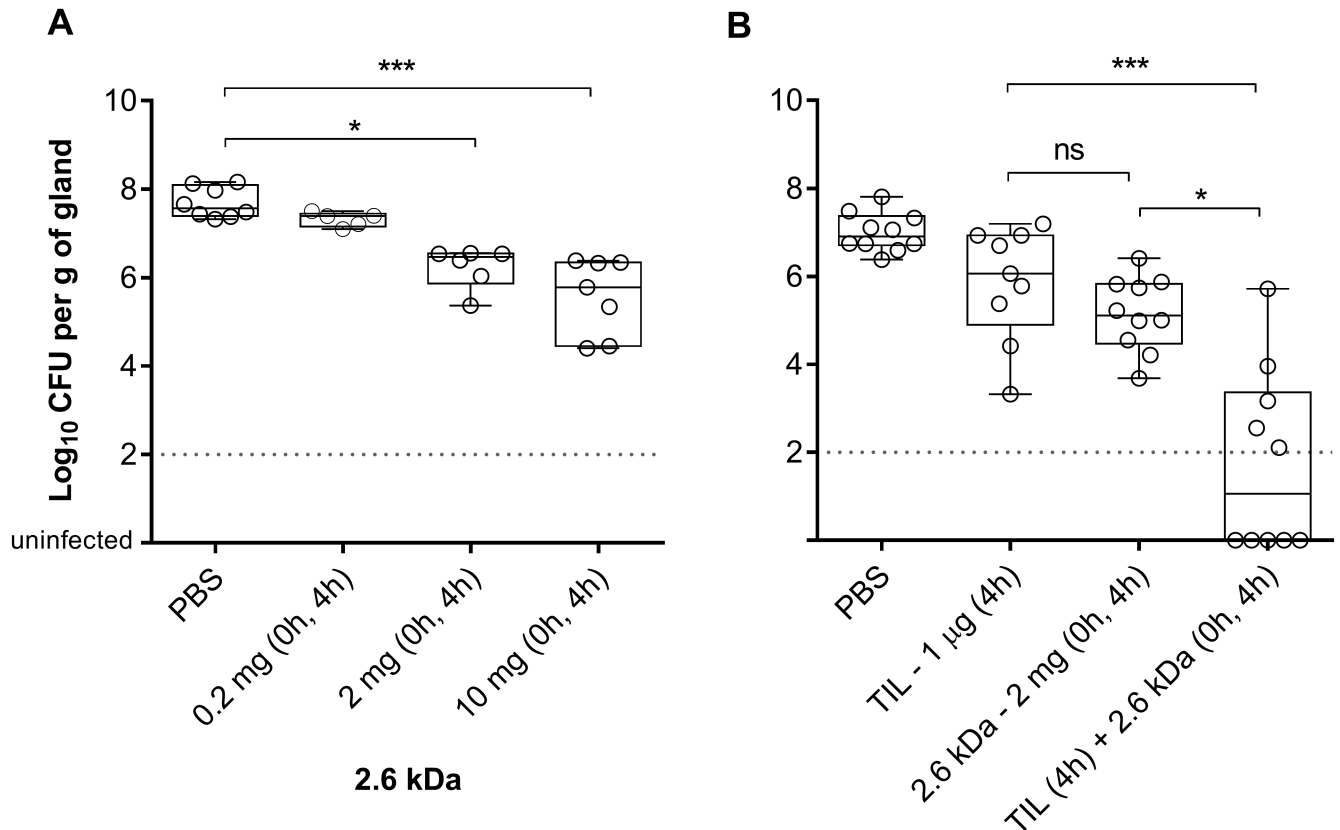 A
***
*
10
8
6
4
2
uninfected
Log10 CFU per g of gland
PBS
0.2 mg (0h, 4h)
2 mg (0h, 4h)
10 mg (0h, 4h)
2.6 kDa
B
***
ns
*
10
8
6
4
2
PBS
TIL - 1 µg (4h)
2.6 kDa - 2 mg (0h, 4h)
TIL (4h) + 2.6 kDa (0h, 4h)